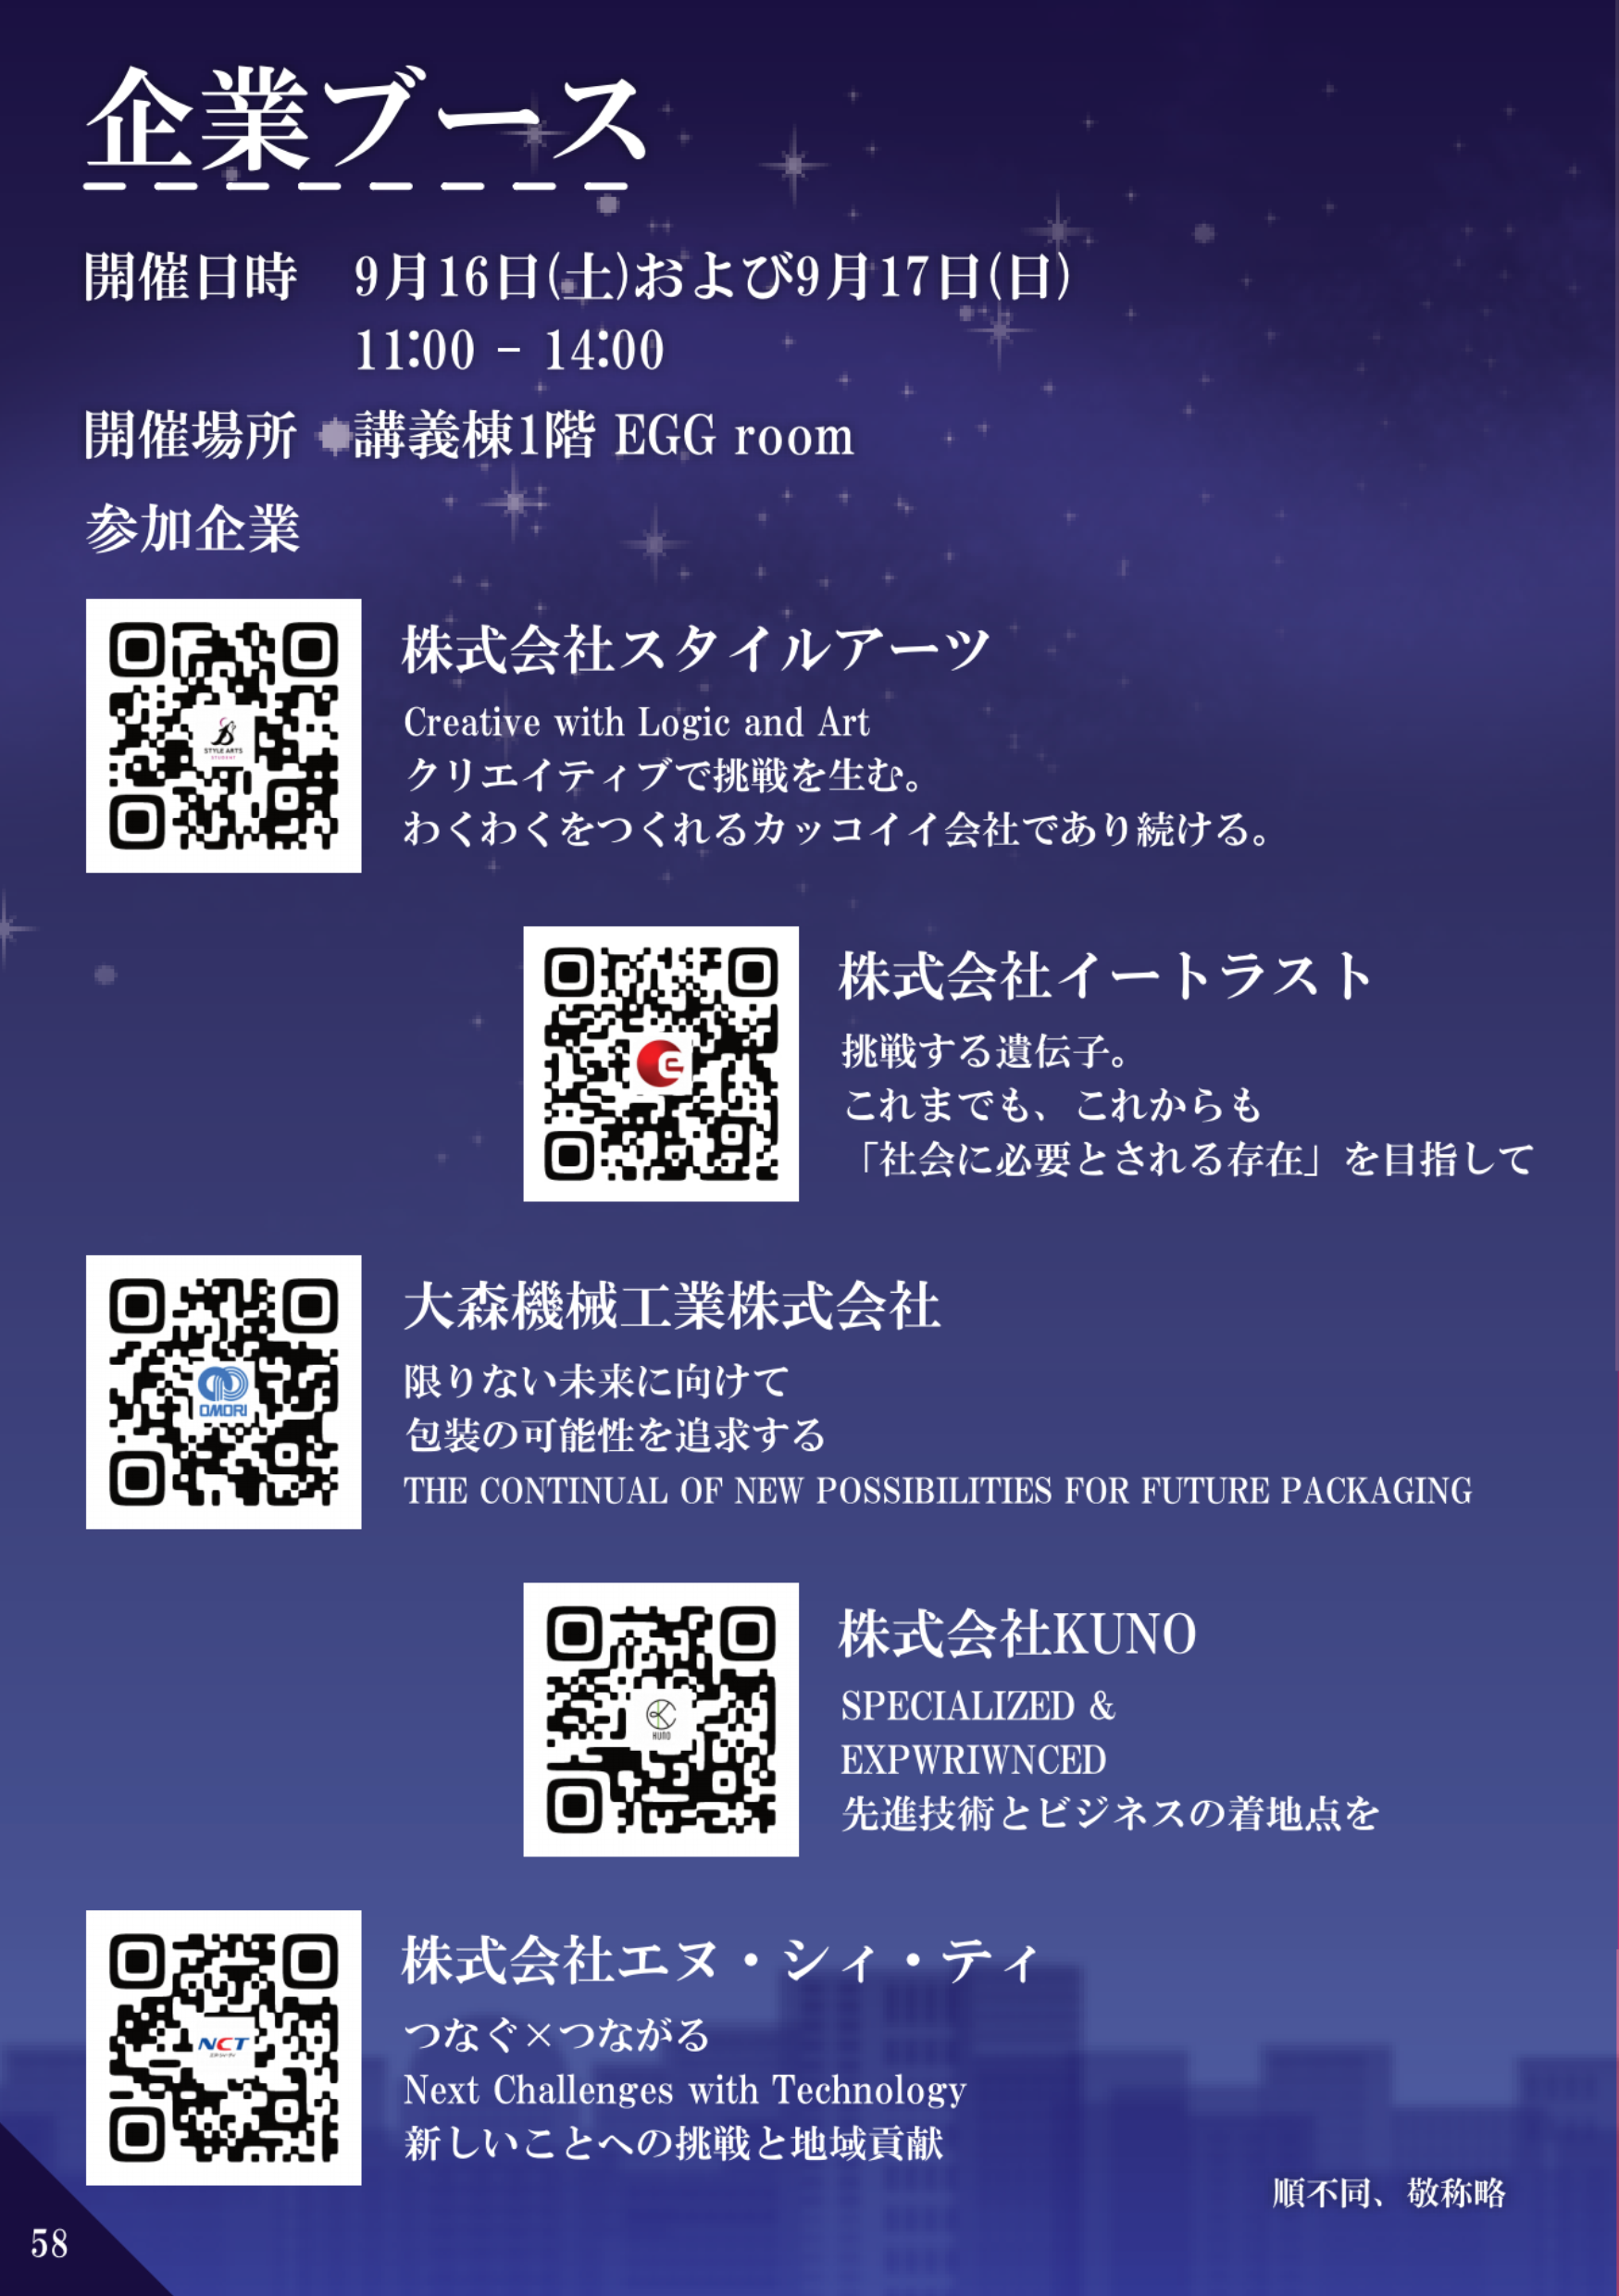 企業ブース
開催日時 9月16日(土)および9月17日(日)
11:00 - 14:00
開催場所 講義棟1階 EGG room
参加企業
STYLE ARTS
STUDENT
株式会社スタイルアーツ
Creative with Logic and Art
クリエイティブで挑戦を生む。
わくわくをつくれるカッコイイ会社であり続ける。
株式会社イートラスト
挑戦する遺伝子。
これまでも、これからも
「社会に必要とされる存在」を目指して
OMORI
大森機械工業株式会社
限りない未来に向けて
包装の可能性を追求する
THE CONTINUAL OF NEW POSSIBILITIES FOR FUTURE PACKAGING
KUNO
株式会社KUNO
SPECIALIZED &
EXPWRIWNCED
先進技術とビジネスの着地点を
NCT
株式会社エヌ・シィ・ティ
つなぐ×つながる
Next Challenges with Technology
新しいことへの挑戦と地域貢献
順不同、敬称略
58